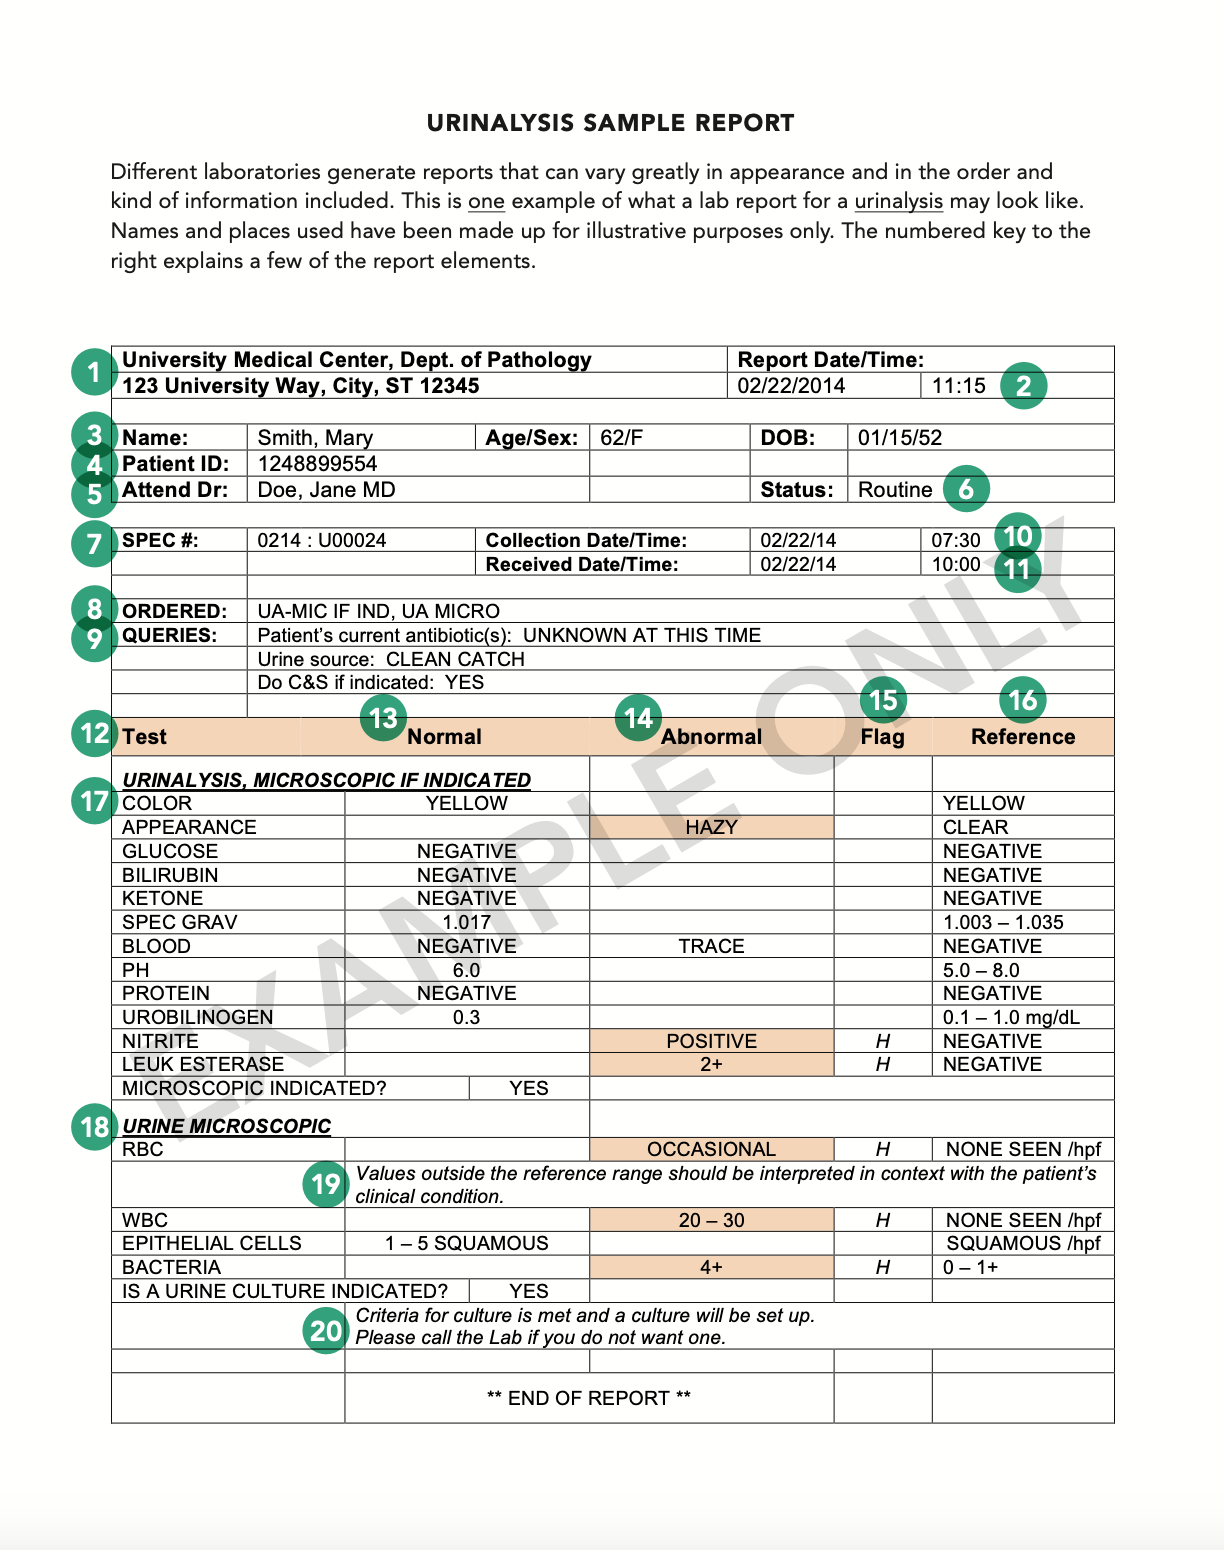 URINALYSIS SAMPLE REPORT
Different laboratories generate reports that can vary greatly in appearance and in the order and
kind of information included. This is one example of what a lab report for a urinalysis may look like.
Names and places used have been made up for illustrative purposes only. The numbered key to the
right explains a few of the report elements.
1 University Medical Center, Dept. of Pathology Report Date/Time:
123 University Way, City, ST 12345 02/22/2014 11:15 2
3 Name: Smith, Mary Age/Sex: 62/F DOB: 01/15/52
4 Patient ID: 1248899554
5 Attend Dr: Doe, Jane MD Status: Routine 6
7 SPEC #: 0214 : U00024 Collection Date/Time: 02/22/14 07:30 10
Received Date/Time: 02/22/14 10:00 11
8 ORDERED: UA-MIC IF IND, UA MICRO
9 QUERIES: Patient's current antibiotic(s): UNKNOWN AT THIS TIME
Urine source: CLEAN CATCH
Do C&S if indicated: YES
12 Test 13 Normal 14 Abnormal 15 Flag 16 Reference
URINALYSIS, MICROSCOPIC IF INDICATED
17 COLOR YELLOW YELLOW
APPEARANCE HAZY CLEAR
GLUCOSE NEGATIVE NEGATIVE
BILIRUBIN NEGATIVE NEGATIVE
KETONE NEGATIVE NEGATIVE
SPEC GRAV 1.017 1.003 – 1.035
BLOOD NEGATIVE TRACE NEGATIVE
PH 6.0 5.0 – 8.0
PROTEIN NEGATIVE NEGATIVE
UROBILINOGEN 0.3 0.1 – 1.0 mg/dL
NITRITE POSITIVE H NEGATIVE
LEUK ESTERASE 2+ H NEGATIVE
MICROSCOPIC INDICATED? YES
18 URINE MICROSCOPIC
RBC OCCASIONAL H NONE SEEN /hpf
19 Values outside the reference range should be interpreted in context with the patient's
clinical condition.
WBC 20 – 30 H NONE SEEN /hpf
EPITHELIAL CELLS 1 – 5 SQUAMOUS SQUAMOUS /hpf
BACTERIA 4+ H 0 – 1+
IS A URINE CULTURE INDICATED? YES
20 Criteria for culture is met and a culture will be set up.
Please call the Lab if you do not want one.
** END OF REPORT **
EXAMPLE ONLY